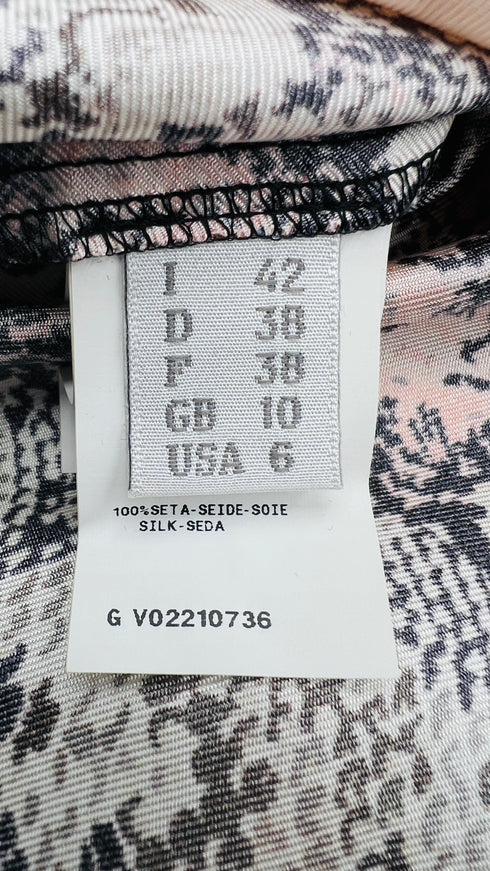 I 42
D 38
F 38
GB 10
USA 6
100%SETA-SEIDE-SOIE
SILK-SEDA
G V02210736